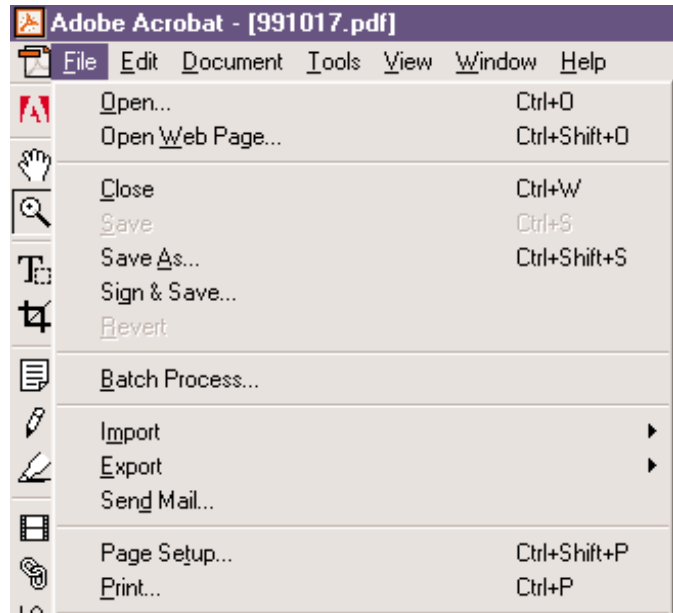 Adobe Acrobat - [991017.pdf]
File Edit Document Tools View Window Help
Open... Ctrl+O
Open Web Page... Ctrl+Shift+O
Close Ctrl+W
Save Ctrl+S
Save As... Ctrl+Shift+S
Sign & Save...
Revert
Batch Process...
Import
Export
Send Mail...
Page Setup... Ctrl+Shift+P
Print... Ctrl+P